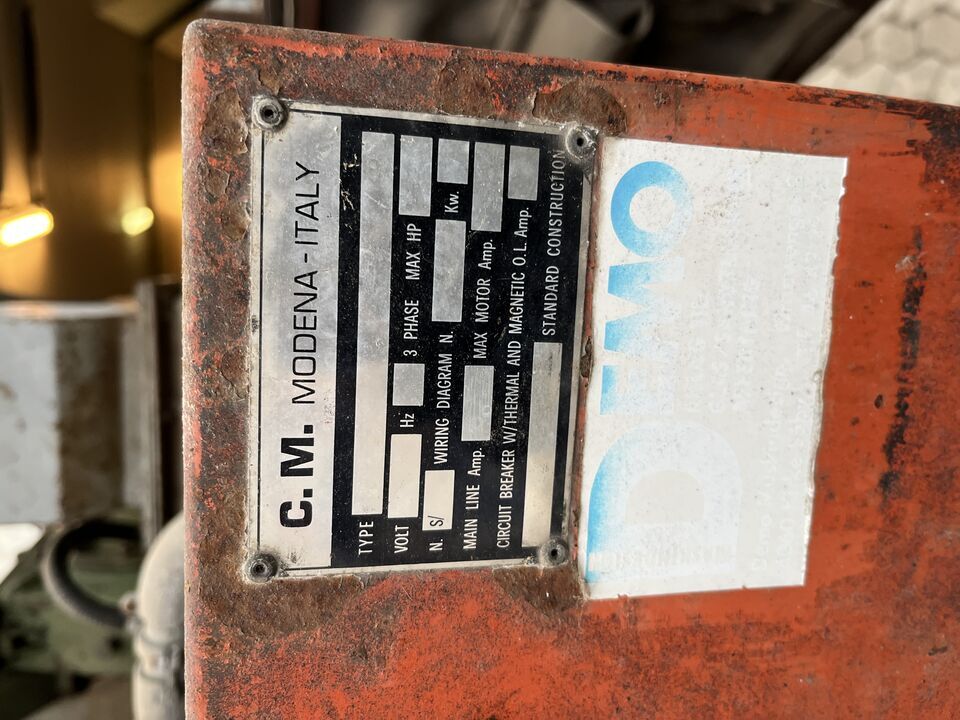 C.M. MODENA-ITALY
TYPE
VOLT Hz 3 PHASE MAX HP
N. S/ WIRING DIAGRAM N. Kw.
MAIN LINE Amp. MAX MOTOR Amp.
CIRCUIT BREAKER W/THERMAL AND MAGNETIC O.L. Amp.
STANDARD CONSTRUCTION
DEMO